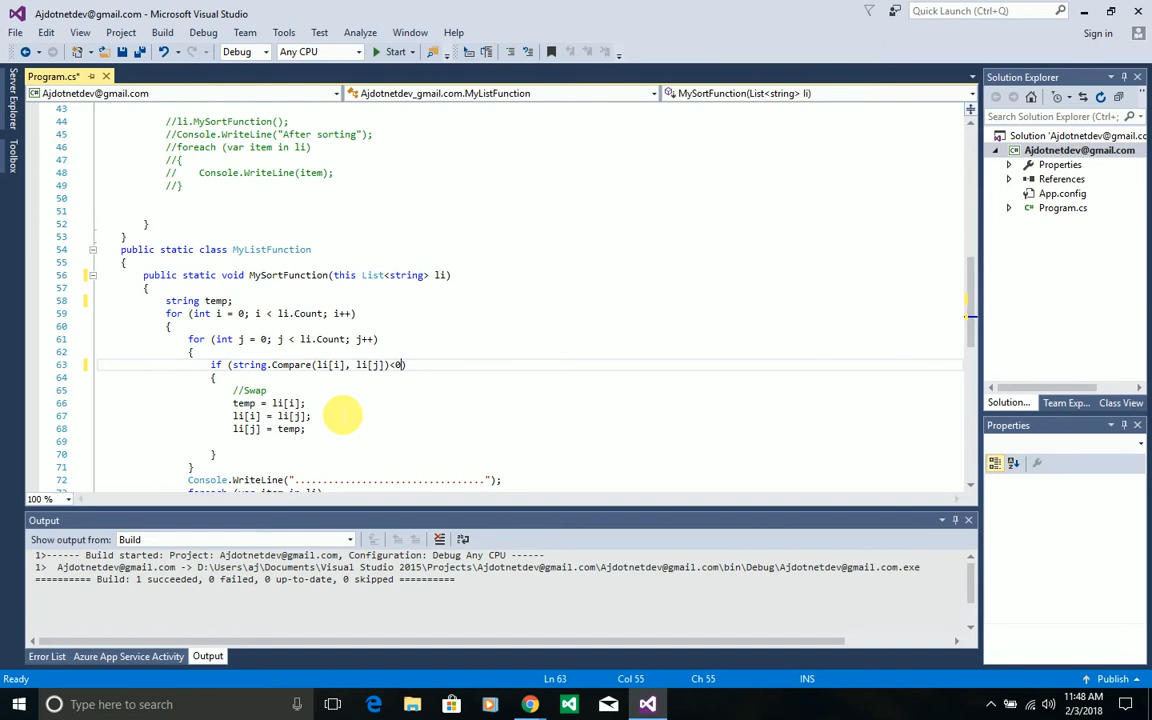 Ajdotnetdev@gmail.com - Microsoft Visual Studio
Quick Launch (Ctrl+Q)
File Edit View Project Build Debug Team Tools Test Analyze Window Help
Sign in
Debug Any CPU Start
Server Explorer
Toolbox
Program.cs*
Ajdotnetdev@gmail.com Ajdotnetdev_gmail.com.MyListFunction MySortFunction(List<string> li)
43
44 //li.MySortFunction();
45 //Console.WriteLine("After sorting");
46 //foreach (var item in li)
47 //{
48 // Console.WriteLine(item);
49 //}
50
51
52 }
53 }
54 public static class MyListFunction
55 {
56 public static void MySortFunction(this List<string> li)
57 {
58 string temp;
59 for (int i = 0; i < li.Count; i++)
60 {
61 for (int j = 0; j < li.Count; j++)
62 {
63 if (string.Compare(li[i], li[j])<0)
64 {
65 //Swap
66 temp = li[i];
67 li[i] = li[j];
68 li[j] = temp;
69
70 }
71 }
72 Console.WriteLine("...............................");
foreach (var item in li)
100 %
Solution Explorer
Search Solution Explorer (Ctrl+;)
Solution 'Ajdotnetdev@gmail.co
Ajdotnetdev@gmail.com
Properties
References
App.config
Program.cs
Solution... Team Exp... Class View
Properties
Output
Show output from: Build
1>------ Build started: Project: Ajdotnetdev@gmail.com, Configuration: Debug Any CPU ------
1> Ajdotnetdev@gmail.com -> D:\Users\aj\Documents\Visual Studio 2015\Projects\Ajdotnetdev@gmail.com\Ajdotnetdev@gmail.com\bin\Debug\Ajdotnetdev@gmail.com.exe
========== Build: 1 succeeded, 0 failed, 0 up-to-date, 0 skipped ==========
Error List Azure App Service Activity Output
Ready Ln 63 Col 55 Ch 55 INS Publish
Type here to search
11:48 AM
2/3/2018